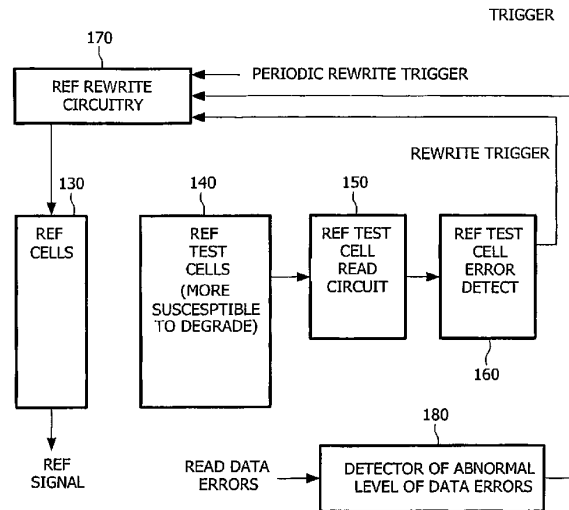 TRIGGER
170
REF REWRITE
CIRCUITRY
PERIODIC REWRITE TRIGGER
REWRITE TRIGGER
130
REF
CELLS
140
REF
TEST
CELLS
(MORE
SUSCESPTIBLE
TO DEGRADE)
150
REF TEST
CELL
READ
CIRCUIT
REF TEST
CELL
ERROR
DETECT
160
REF
SIGNAL
READ DATA
ERRORS
180
DETECTOR OF ABNORMAL
LEVEL OF DATA ERRORS